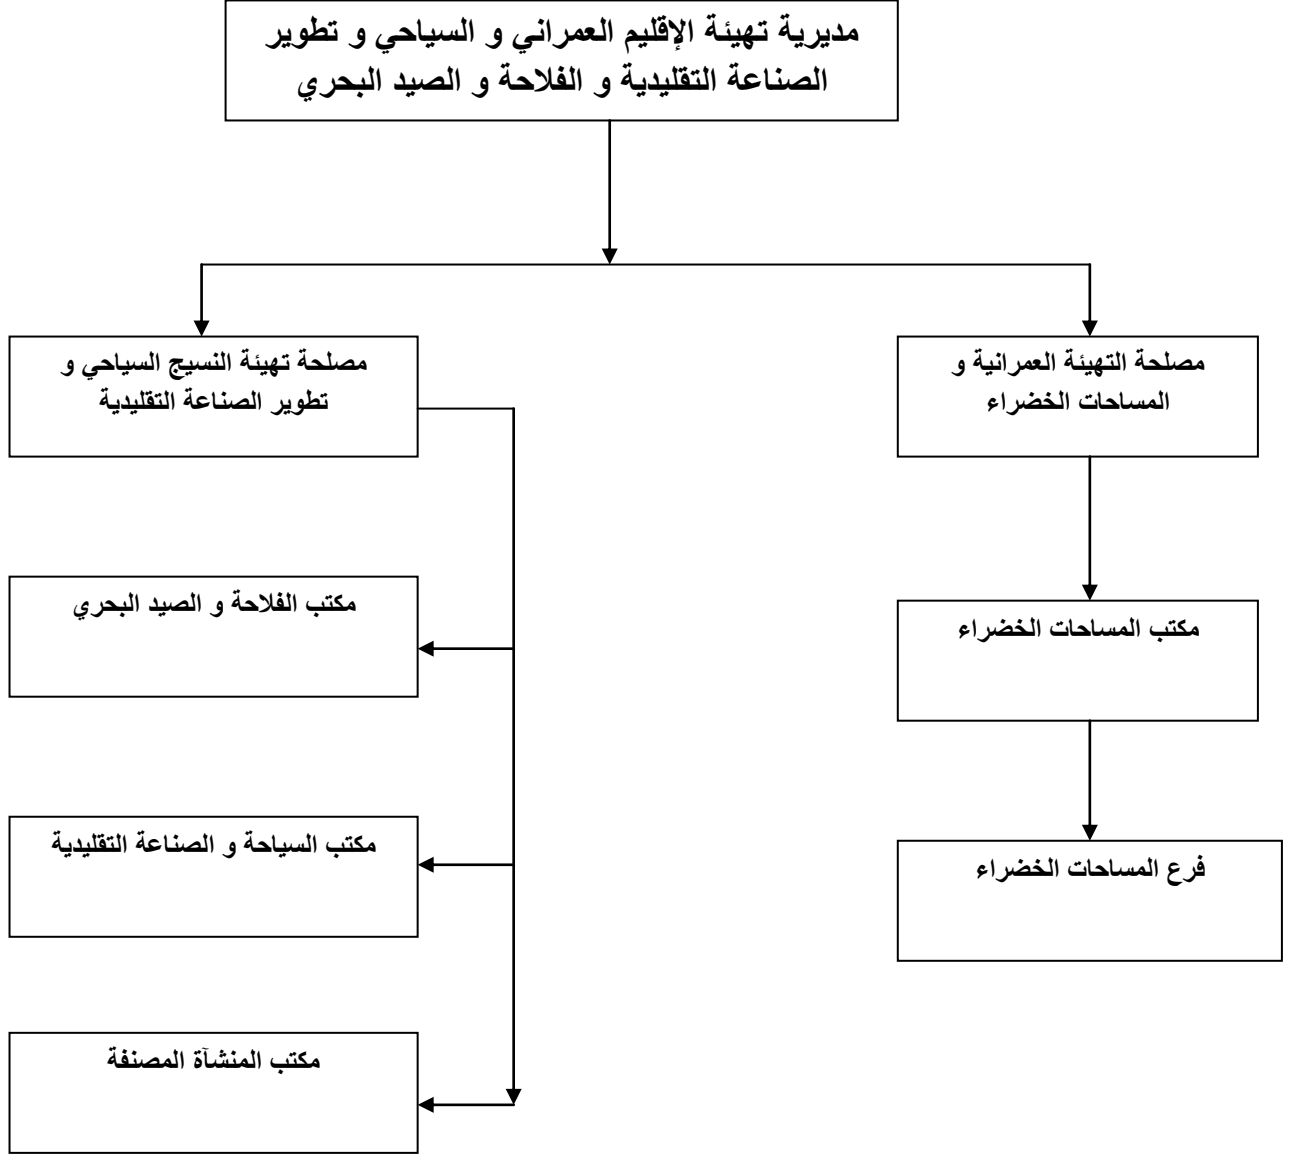 مديرية تهيئة الإقليم العمراني و السياحي و تطوير
الصناعة التقليدية و الفلاحة و الصيد البحري
مصلحة التهيئة العمرانية و
المساحات الخضراء
مصلحة تهيئة النسيج السياحي و
تطوير الصناعة التقليدية
مكتب المساحات الخضراء
فرع المساحات الخضراء
مكتب الفلاحة و الصيد البحري
مكتب السياحة و الصناعة التقليدية
مكتب المنشآة المصنفة